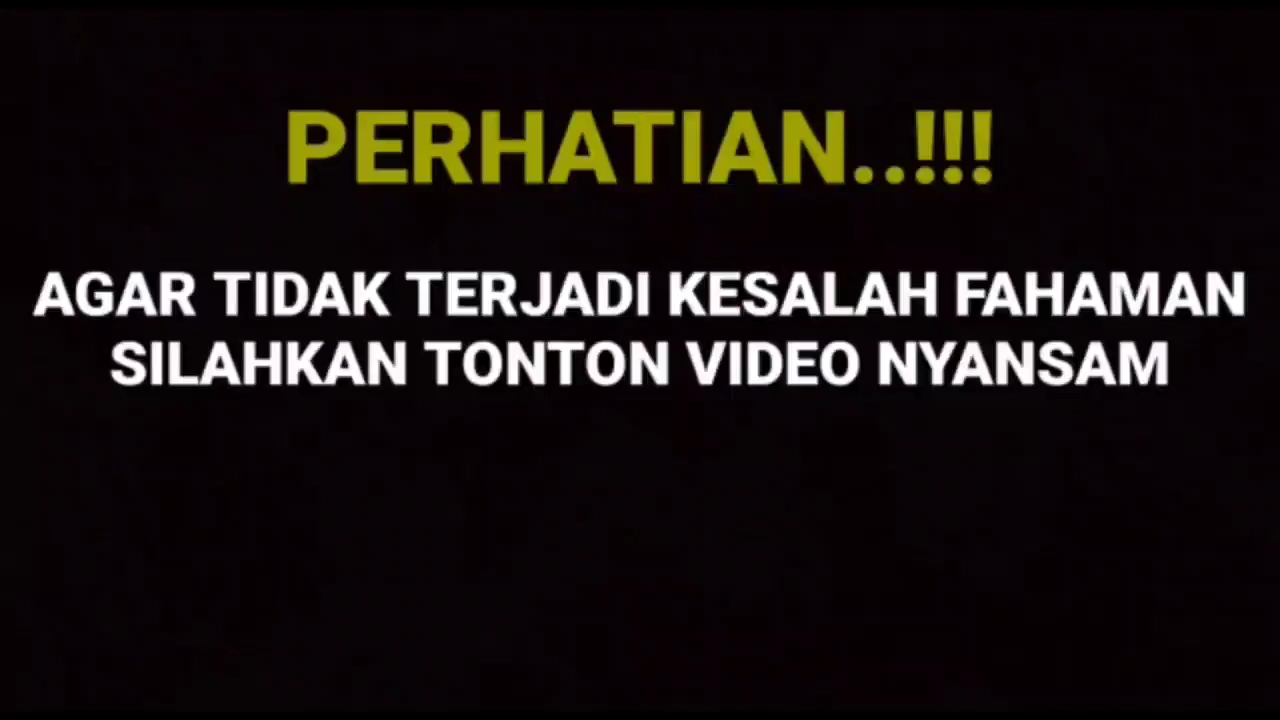 PERHATIAN..!!!
AGAR TIDAK TERJADI KESALAH FAHAMAN
SILAHKAN TONTON VIDEO NYANSAM